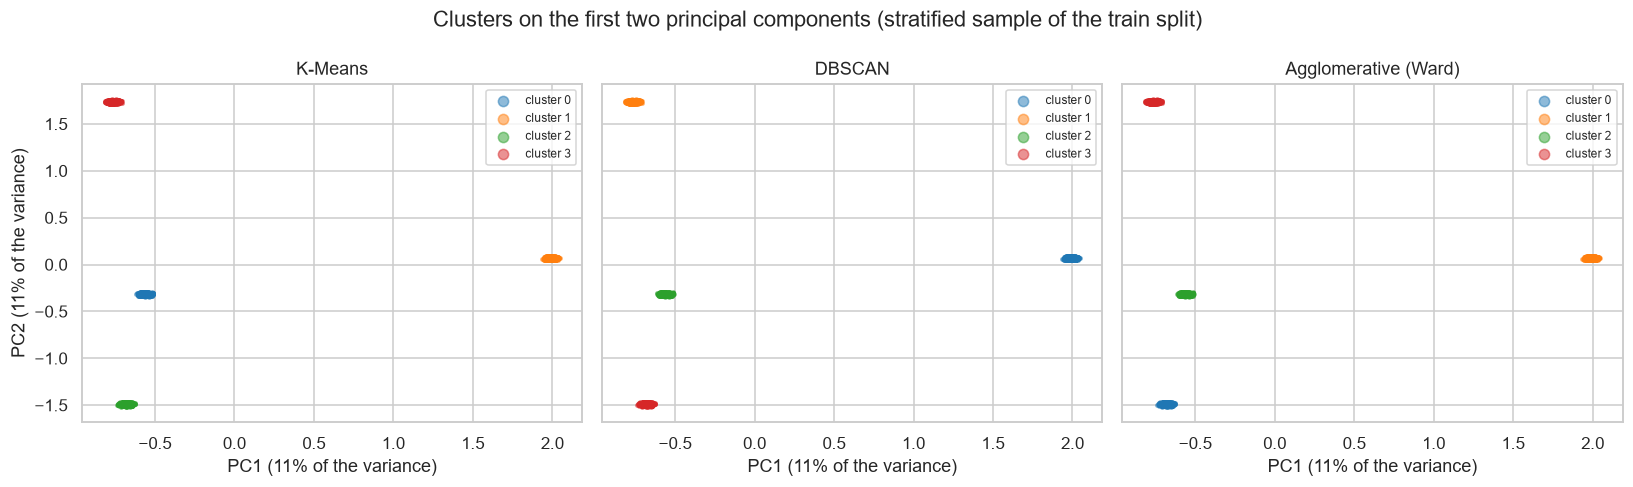 Clusters on the first two principal components (stratified sample of the train split)
K-Means
DBSCAN
Agglomerative (Ward)
cluster 0
cluster 1
cluster 2
cluster 3
cluster 0
cluster 1
cluster 2
cluster 3
cluster 0
cluster 1
cluster 2
cluster 3
PC2 (11% of the variance)
1.5
1.0
0.5
0.0
−0.5
−1.0
−1.5
−0.5 0.0 0.5 1.0 1.5 2.0
−0.5 0.0 0.5 1.0 1.5 2.0
−0.5 0.0 0.5 1.0 1.5 2.0
PC1 (11% of the variance)
PC1 (11% of the variance)
PC1 (11% of the variance)